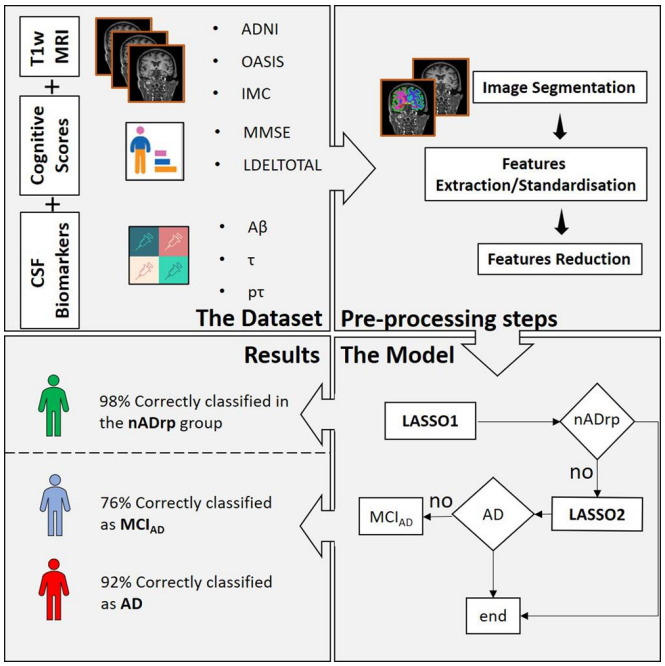 T1w
MRI
+
Cognitive
Scores
+
CSF
Biomarkers
• ADNI
• OASIS
• IMC
• MMSE
• LDELTOTAL
• Aβ
• τ
• pτ
The Dataset
Image Segmentation
Features
Extraction/Standardisation
Features Reduction
Pre-processing steps
Results
98% Correctly classified in
the nADrp group
76% Correctly classified
as MCI_AD
92% Correctly classified
as AD
The Model
LASSO1
nADrp
no
LASSO2
AD
no
MCI_AD
end